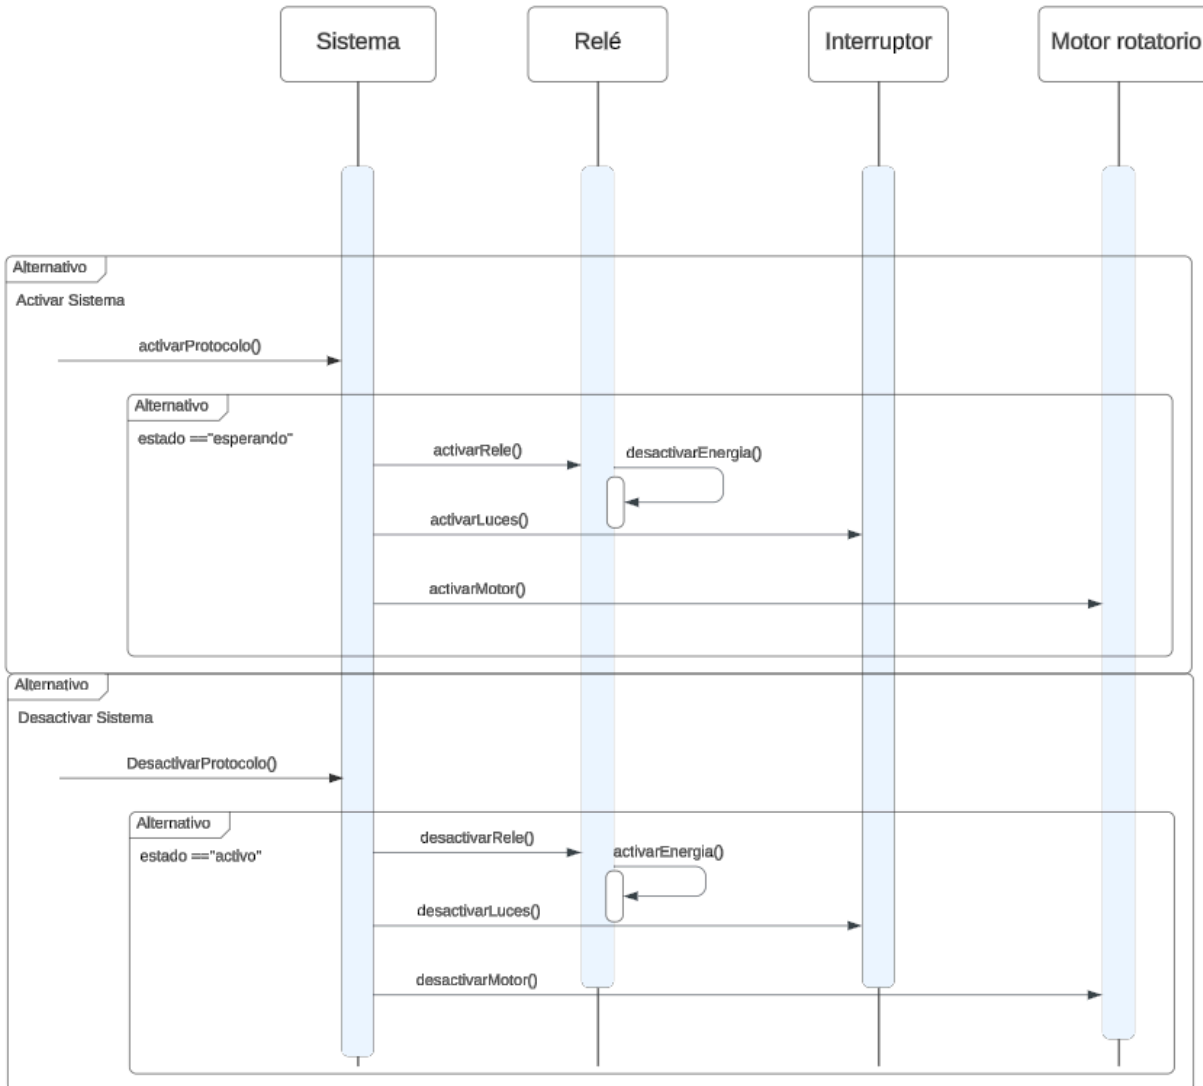 Sistema
Relé
Interruptor
Motor rotatorio
Alternativo
Activar Sistema
activarProtocolo()
Alternativo
estado =="esperando"
activarRele()
desactivarEnergia()
activarLuces()
activarMotor()
Alternativo
Desactivar Sistema
DesactivarProtocolo()
Alternativo
estado =="activo"
desactivarRele()
activarEnergia()
desactivarLuces()
desactivarMotor()